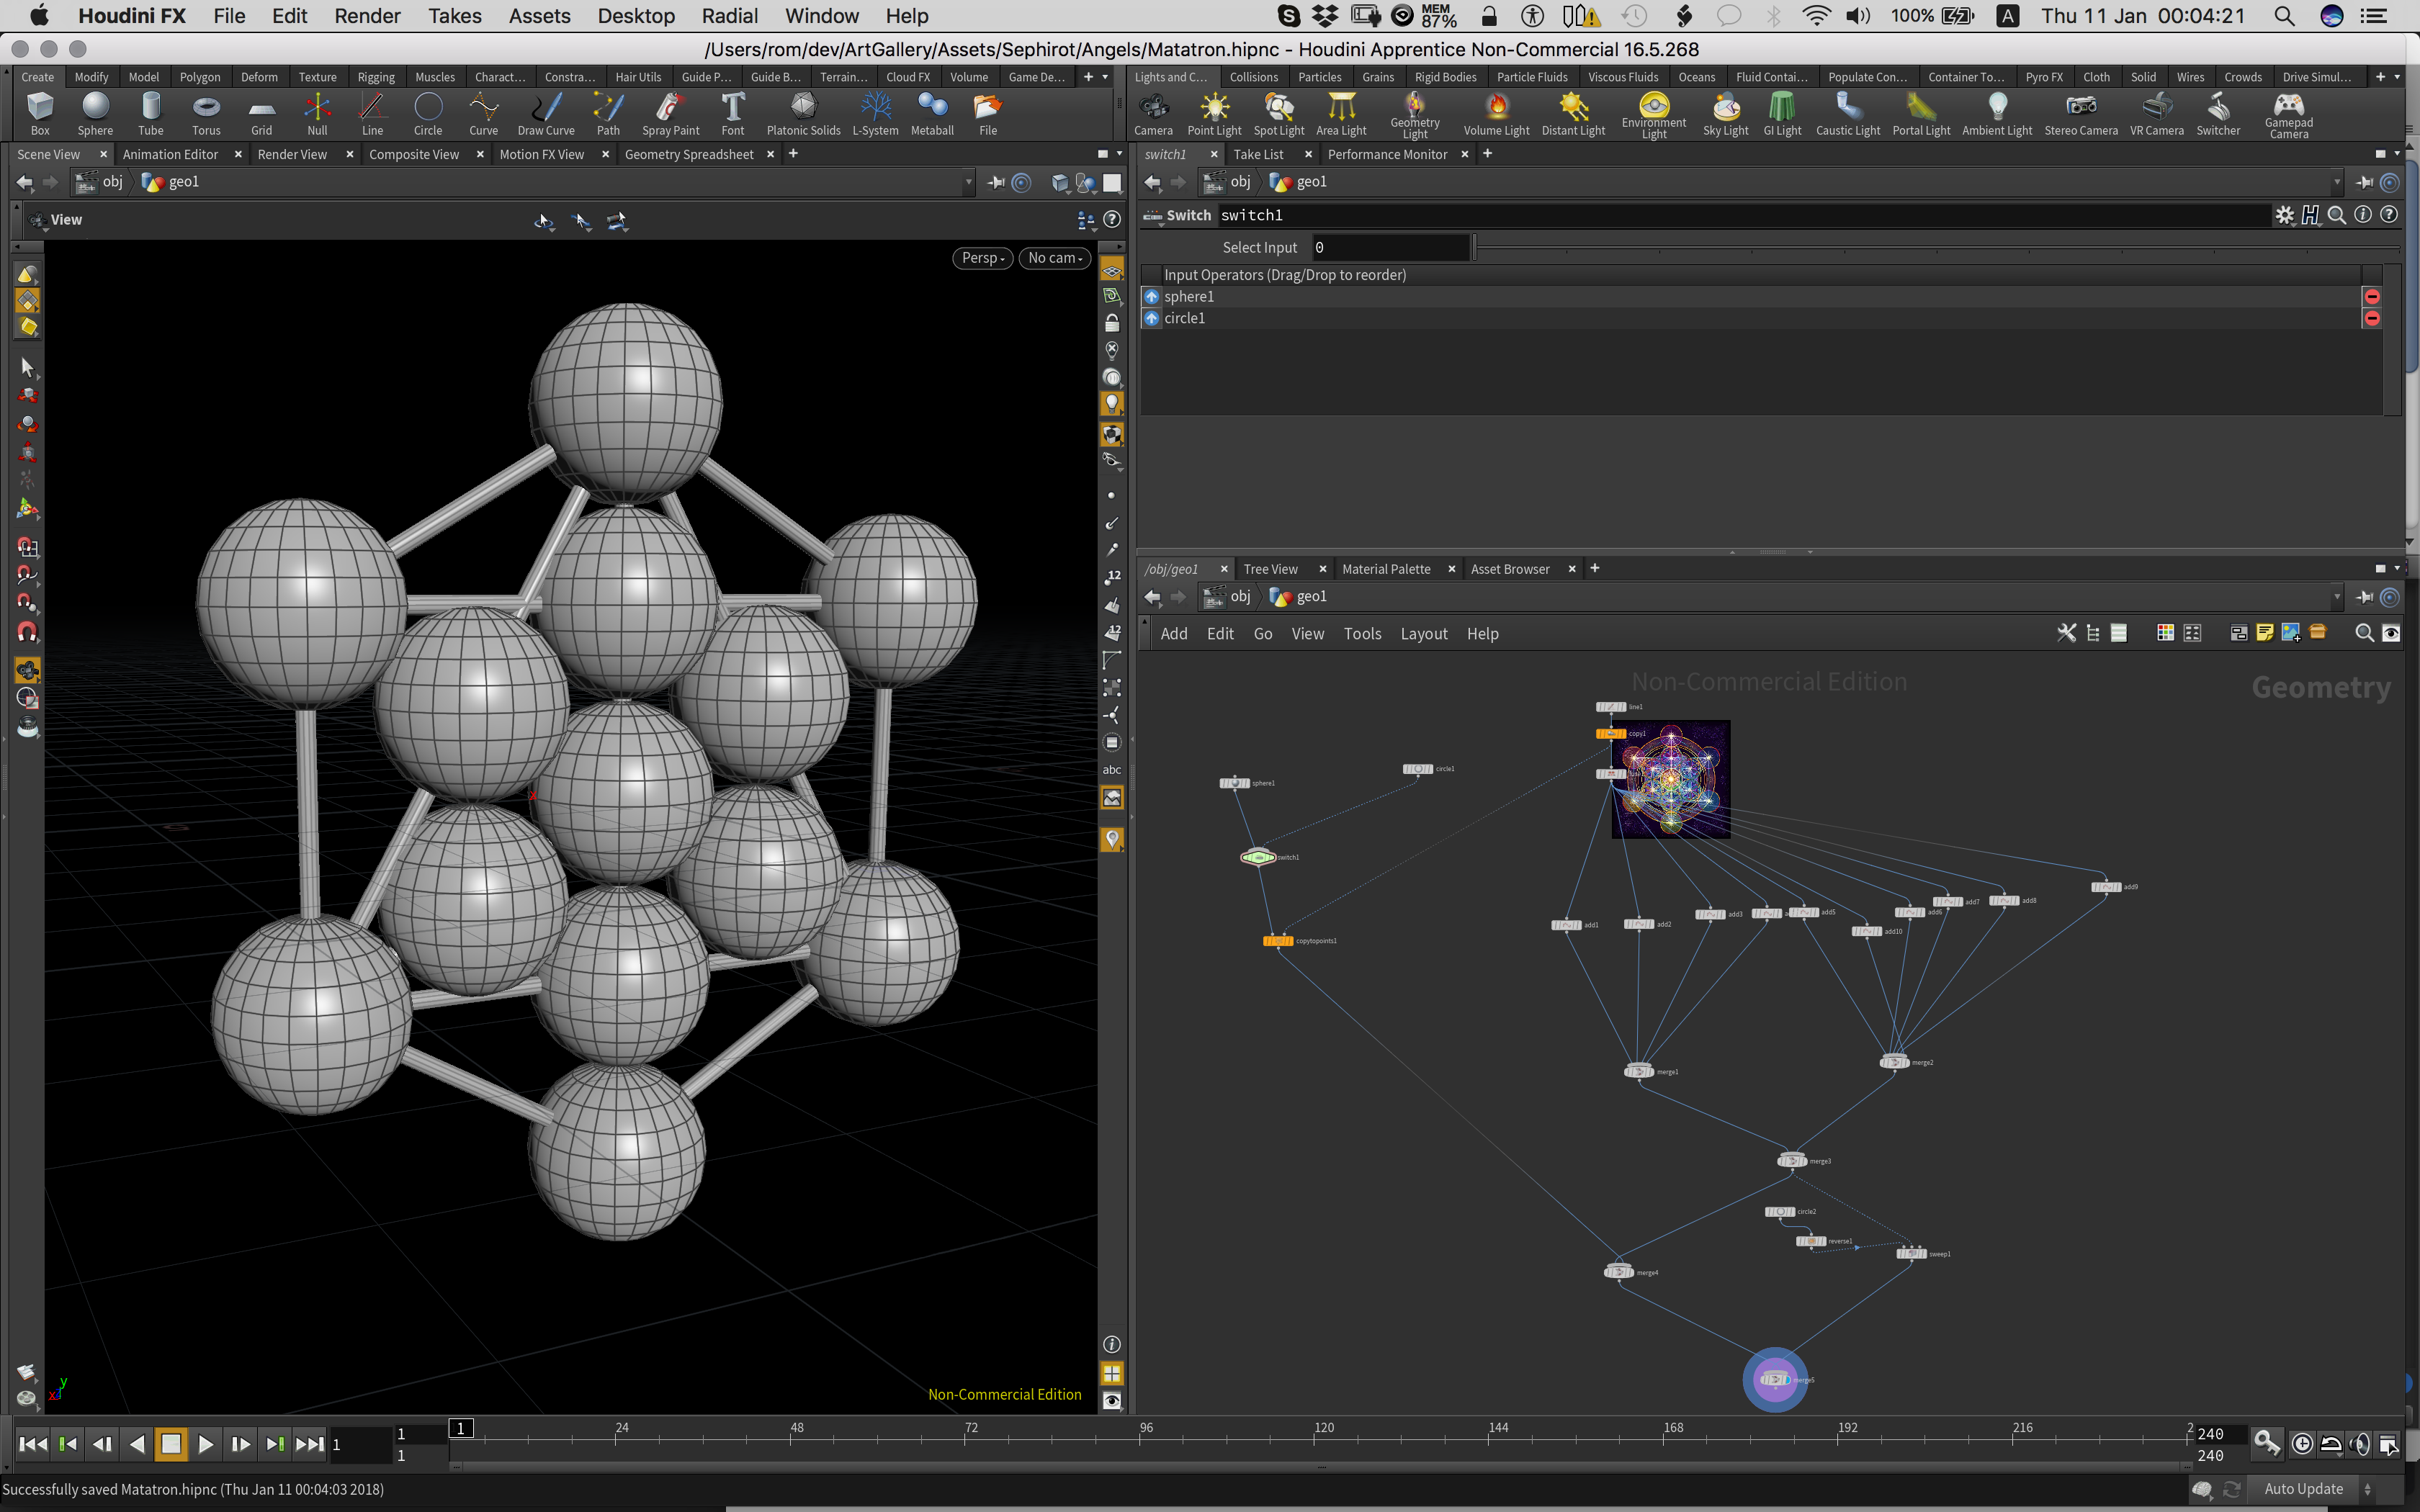 Houdini FX File Edit Render Takes Assets Desktop Radial Window Help MEM 87% 100% A Thu 11 Jan 00:04:21
/Users/rom/dev/ArtGallery/Assets/Sephirot/Angels/Matatron.hipnc - Houdini Apprentice Non-Commercial 16.5.268
Create Modify Model Polygon Deform Texture Rigging Muscles Charact... Constra... Hair Utils Guide P... Guide B... Terrain... Cloud FX Volume Game De...
Box Sphere Tube Torus Grid Null Line Circle Curve Draw Curve Path Spray Paint Font Platonic Solids L-System Metaball File
Lights and C... Collisions Particles Grains Rigid Bodies Particle Fluids Viscous Fluids Oceans Fluid Contai... Populate Con... Container To... Pyro FX Cloth Solid Wires Crowds Drive Simul...
Camera Point Light Spot Light Area Light Geometry Light Volume Light Distant Light Environment Light Sky Light GI Light Caustic Light Portal Light Ambient Light Stereo Camera VR Camera Switcher Gamepad Camera
Scene View Animation Editor Render View Composite View Motion FX View Geometry Spreadsheet
obj geo1
View
Persp No cam
12
12
abc
Non-Commercial Edition
x y
switch1 Take List Performance Monitor
obj geo1
Switch switch1
Select Input 0
Input Operators (Drag/Drop to reorder)
sphere1
circle1
/obj/geo1 Tree View Material Palette Asset Browser
obj geo1
Add Edit Go View Tools Layout Help
Non-Commercial Edition
Geometry
line1
copy1
sphere1
circle1
switch1
copytopoints1
add1
add2
add3
add5
add10
add6
add7
add8
add9
merge1
merge2
merge3
circle2
reverse1
sweep1
merge4
merge5
1 1 1 1 24 48 72 96 120 144 168 192 216 2 240 240
Successfully saved Matatron.hipnc (Thu Jan 11 00:04:03 2018)
Auto Update